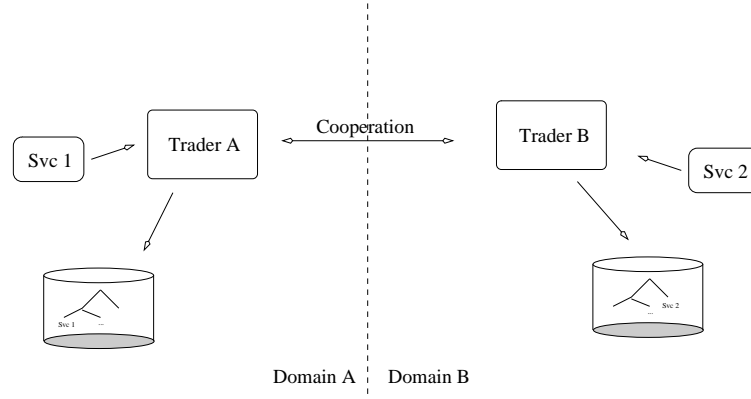 Cooperation
Svc 1
Trader A
Trader B
Svc 2
Svc 1
...
Svc 2
...
Domain A
Domain B